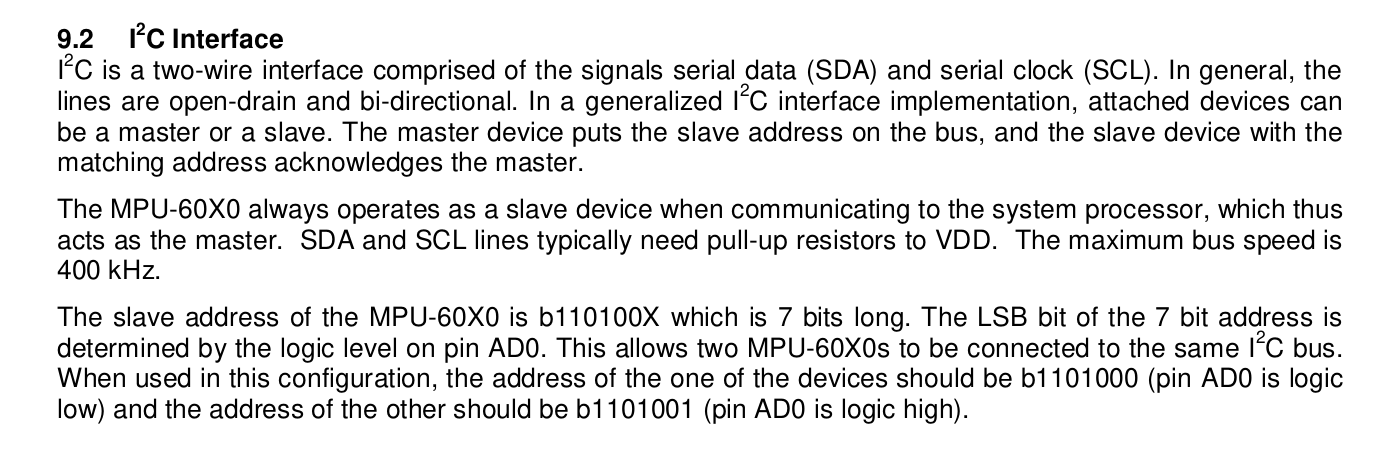 9.2 I²C Interface
I²C is a two-wire interface comprised of the signals serial data (SDA) and serial clock (SCL). In general, the
lines are open-drain and bi-directional. In a generalized I²C interface implementation, attached devices can
be a master or a slave. The master device puts the slave address on the bus, and the slave device with the
matching address acknowledges the master.
The MPU-60X0 always operates as a slave device when communicating to the system processor, which thus
acts as the master. SDA and SCL lines typically need pull-up resistors to VDD. The maximum bus speed is
400 kHz.
The slave address of the MPU-60X0 is b110100X which is 7 bits long. The LSB bit of the 7 bit address is
determined by the logic level on pin AD0. This allows two MPU-60X0s to be connected to the same I²C bus.
When used in this configuration, the address of the one of the devices should be b1101000 (pin AD0 is logic
low) and the address of the other should be b1101001 (pin AD0 is logic high).